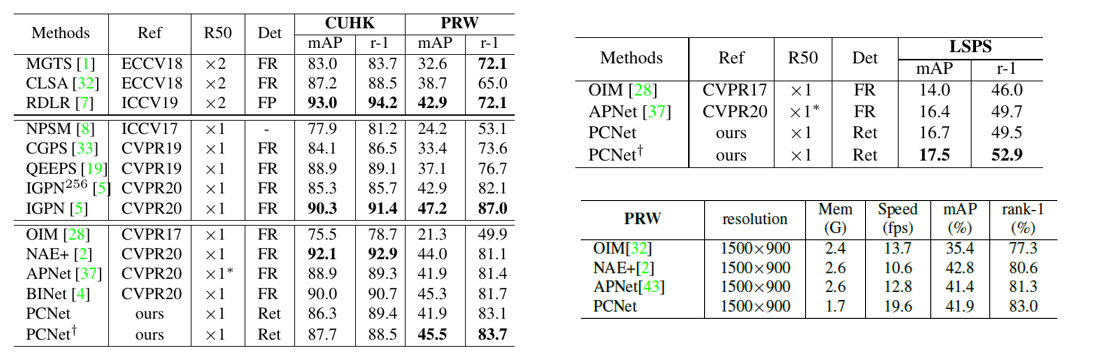 Methods Ref R50 Det CUHK PRW
mAP r-1 mAP r-1
MGTS [1] ECCV18 ×2 FR 83.0 83.7 32.6 72.1
CLSA [32] ECCV18 ×2 FR 87.2 88.5 38.7 65.0
RDLR [7] ICCV19 ×2 FP 93.0 94.2 42.9 72.1
NPSM [8] ICCV17 ×1 - 77.9 81.2 24.2 53.1
CGPS [33] CVPR19 ×1 FR 84.1 86.5 33.4 73.6
QEEPS [19] CVPR19 ×1 FR 88.9 89.1 37.1 76.7
IGPN²⁵⁶ [5] CVPR20 ×1 FR 85.3 85.7 42.9 82.1
IGPN [5] CVPR20 ×1 FR 90.3 91.4 47.2 87.0
OIM [28] CVPR17 ×1 FR 75.5 78.7 21.3 49.9
NAE+ [2] CVPR20 ×1 FR 92.1 92.9 44.0 81.1
APNet [37] CVPR20 ×1* FR 88.9 89.3 41.9 81.4
BINet [4] CVPR20 ×1 FR 90.0 90.7 45.3 81.7
PCNet ours ×1 Ret 86.3 89.4 41.9 83.1
PCNet† ours ×1 Ret 87.7 88.5 45.5 83.7
Methods Ref R50 Det LSPS
mAP r-1
OIM [28] CVPR17 ×1 FR 14.0 46.0
APNet [37] CVPR20 ×1* FR 16.4 49.7
PCNet ours ×1 Ret 16.7 49.5
PCNet† ours ×1 Ret 17.5 52.9
PRW resolution Mem Speed mAP rank-1
(G) (fps) (%) (%)
OIM[32] 1500×900 2.4 13.7 35.4 77.3
NAE+[2] 1500×900 2.6 10.6 42.8 80.6
APNet[43] 1500×900 2.6 12.8 41.4 81.3
PCNet 1500×900 1.7 19.6 41.9 83.0